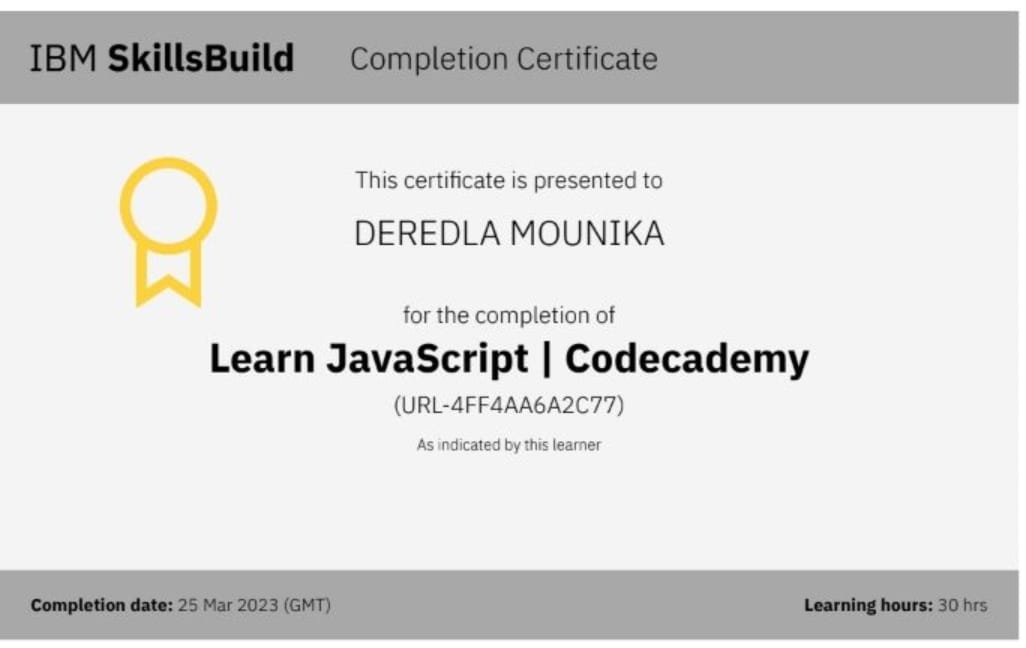 IBM SkillsBuild Completion Certificate
This certificate is presented to
DEREDLA MOUNIKA
for the completion of
Learn JavaScript | Codecademy
(URL-4FF4AA6A2C77)
As indicated by this learner
Completion date: 25 Mar 2023 (GMT) Learning hours: 30 hrs